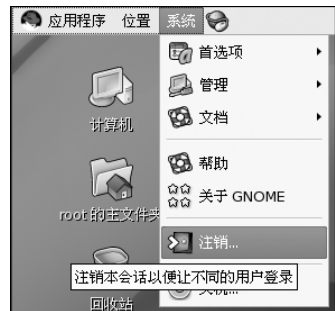 应用程序 位置 系统
首选项
计算机
管理
文档
帮助
root 的主文件夹
关于 GNOME
注销...
注销本会话以便让不同的用户登录
回收站
关机...